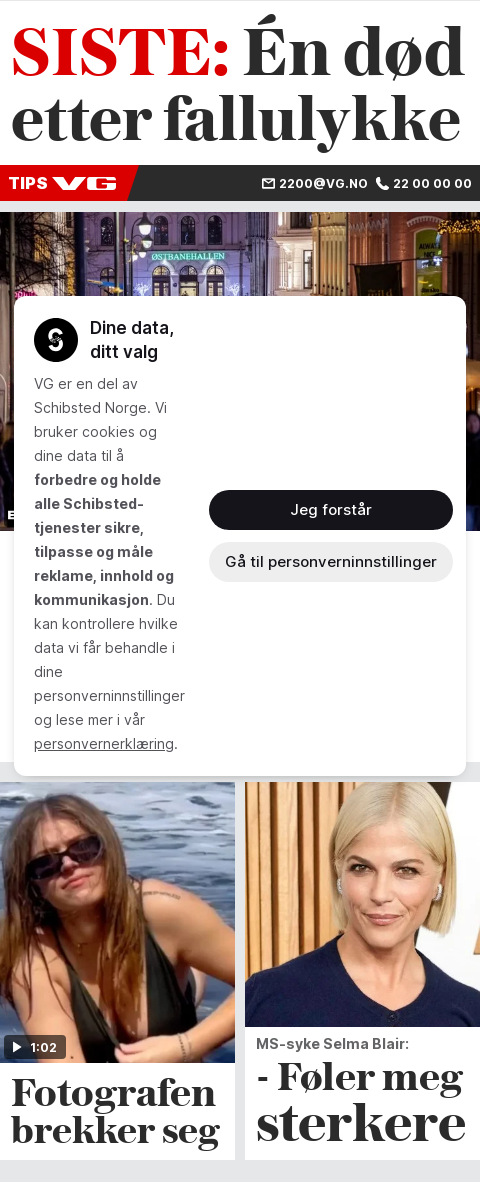 SISTE: Én død
etter fallulykke
TIPS VG
2200@VG.NO 22 00 00 00
ØSTBANEHALLEN
Dine data,
ditt valg
VG er en del av
Schibsted Norge. Vi
bruker cookies og
dine data til å
forbedre og holde
alle Schibsted-
tjenester sikre,
tilpasse og måle
reklame, innhold og
kommunikasjon. Du
kan kontrollere hvilke
data vi får behandle i
dine
personverninnstillinger
og lese mer i vår
personvernerklæring.
Jeg forstår
Gå til personverninnstillinger
1:02
Fotografen
brekker seg
MS-syke Selma Blair:
- Føler meg
sterkere